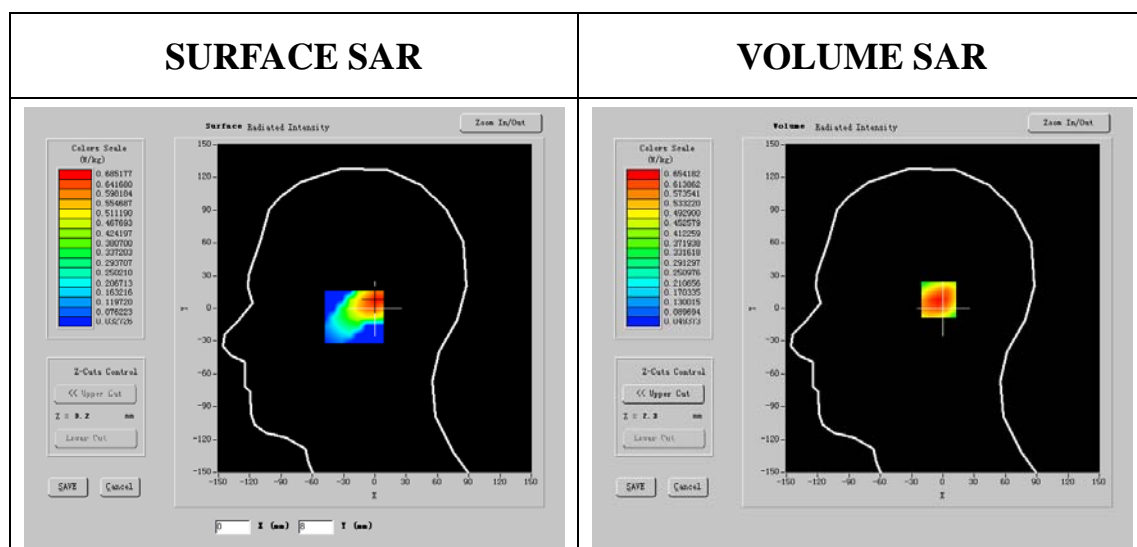 SURFACE SAR
VOLUME SAR
Surface Radiated Intensity
Zoom In/Out
Colors Scale
(W/kg)
0.685177
0.641680
0.598184
0.554687
0.511190
0.467693
0.424197
0.380700
0.337203
0.293707
0.250210
0.206713
0.163216
0.119720
0.076223
0.032726
150
120
90
60
30
0
-30
-60
-90
-120
-150
Y
-150 -120 -90 -60 -30 0 30 60 90 120 150
X
Z-Cuts Control
<< Upper Cut
Z = 3.2 mm
Lower Cut
SAVE Cancel
0 X (mm) 8 Y (mm)
Volume Radiated Intensity
Zoom In/Out
Colors Scale
(W/kg)
0.654182
0.613862
0.573541
0.533220
0.492900
0.452579
0.412259
0.371938
0.331618
0.291297
0.250976
0.210656
0.170335
0.130015
0.089694
0.049373
150
120
90
60
30
0
-30
-60
-90
-120
-150
Y
-150 -120 -90 -60 -30 0 30 60 90 120 150
X
Z-Cuts Control
<< Upper Cut
Z = 2.3 mm
Lower Cut
SAVE Cancel